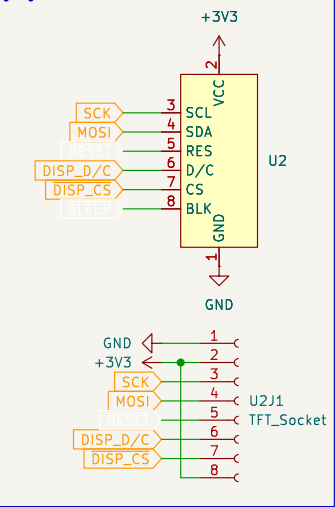 +3V3
2
VCC
SCK 3 SCL
MOSI 4 SDA
RESET 5 RES
DISP_D/C 6 D/C
DISP_CS 7 CS
SLEEP 8 BLK
U2
GND
1
GND
GND 1
+3V3 2
SCK 3
MOSI 4 U2J1
RESET 5 TFT_Socket
DISP_D/C 6
DISP_CS 7
8